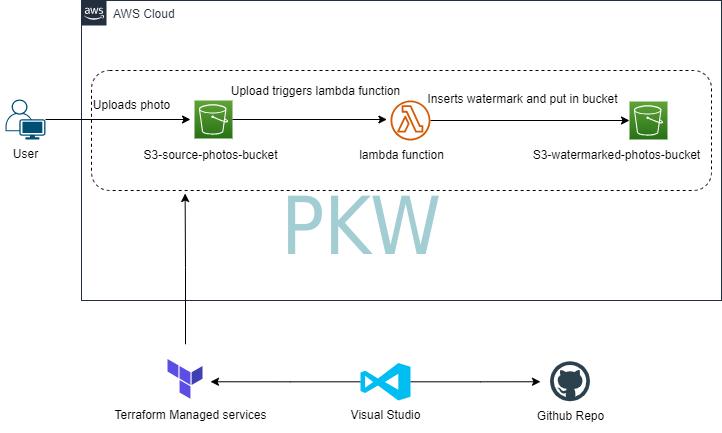 aws
AWS Cloud
Uploads photo
Upload triggers lambda function
Inserts watermark and put in bucket
User
S3-source-photos-bucket
lambda function
S3-watermarked-photos-bucket
PKW
Terraform Managed services
Visual Studio
Github Repo